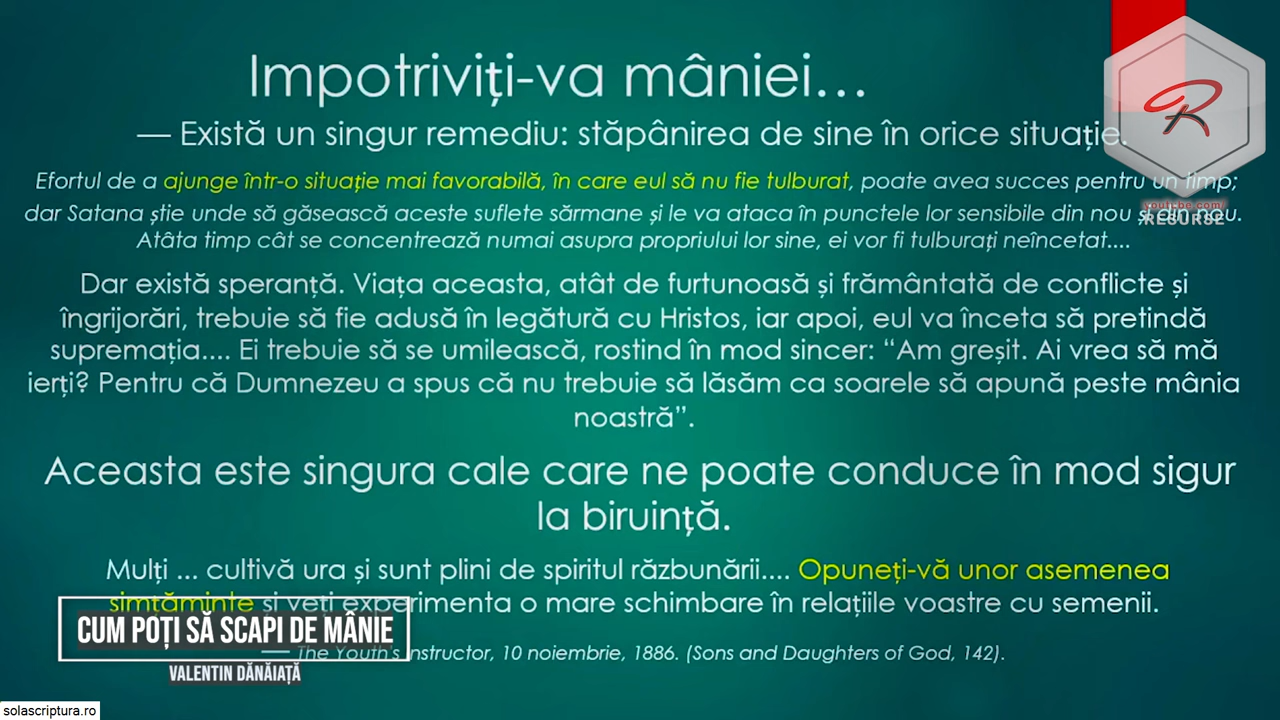 Impotriviți-va mâniei...
— Există un singur remediu: stăpânirea de sine în orice situație.
Efortul de a ajunge într-o situație mai favorabilă, în care eul să nu fie tulburat, poate avea succes pentru un timp;
dar Satana știe unde să găsească aceste suflete sărmane și le va ataca în punctele lor sensibile din nou și din nou.
Atâta timp cât se concentrează numai asupra propriului lor sine, ei vor fi tulburați neîncetat....
Dar există speranță. Viața aceasta, atât de furtunoasă și frământată de conflicte și
îngrijorări, trebuie să fie adusă în legătură cu Hristos, iar apoi, eul va înceta să pretindă
supremația.... Ei trebuie să se umilească, rostind în mod sincer: “Am greșit. Ai vrea să mă
ierți? Pentru că Dumnezeu a spus că nu trebuie să lăsăm ca soarele să apună peste mânia
noastră”.
Aceasta este singura cale care ne poate conduce în mod sigur
la biruință.
Mulți ... cultivă ura și sunt plini de spiritul răzbunării.... Opuneți-vă unor asemenea
simțăminte și veți experimenta o mare schimbare în relațiile voastre cu semenii.
— The Youth's Instructor, 10 noiembrie, 1886. (Sons and Daughters of God, 142).
R
youtu·be.com/
RESURSE
CUM POȚI SĂ SCAPI DE MÂNIE
VALENTIN DĂNĂIAȚĂ
solascriptura.ro